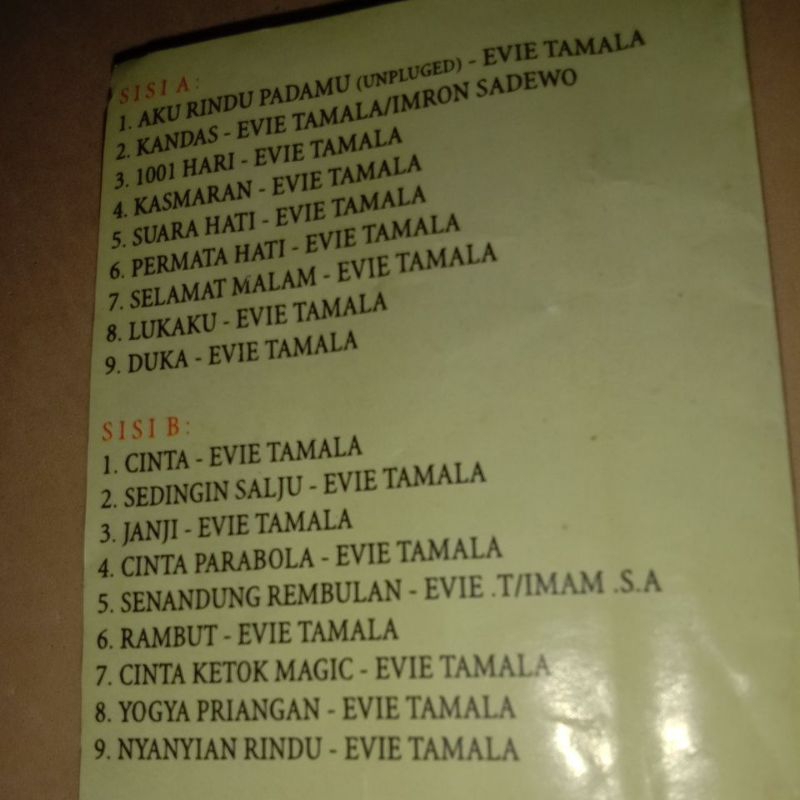 SISI A:
1. AKU RINDU PADAMU (UNPLUGED) - EVIE TAMALA
2. KANDAS - EVIE TAMALA/IMRON SADEWO
3. 1001 HARI - EVIE TAMALA
4. KASMARAN - EVIE TAMALA
5. SUARA HATI - EVIE TAMALA
6. PERMATA HATI - EVIE TAMALA
7. SELAMAT MALAM - EVIE TAMALA
8. LUKAKU - EVIE TAMALA
9. DUKA - EVIE TAMALA
SISI B:
1. CINTA - EVIE TAMALA
2. SEDINGIN SALJU - EVIE TAMALA
3. JANJI - EVIE TAMALA
4. CINTA PARABOLA - EVIE TAMALA
5. SENANDUNG REMBULAN - EVIE .T/IMAM .S.A
6. RAMBUT - EVIE TAMALA
7. CINTA KETOK MAGIC - EVIE TAMALA
8. YOGYA PRIANGAN - EVIE TAMALA
9. NYANYIAN RINDU - EVIE TAMALA